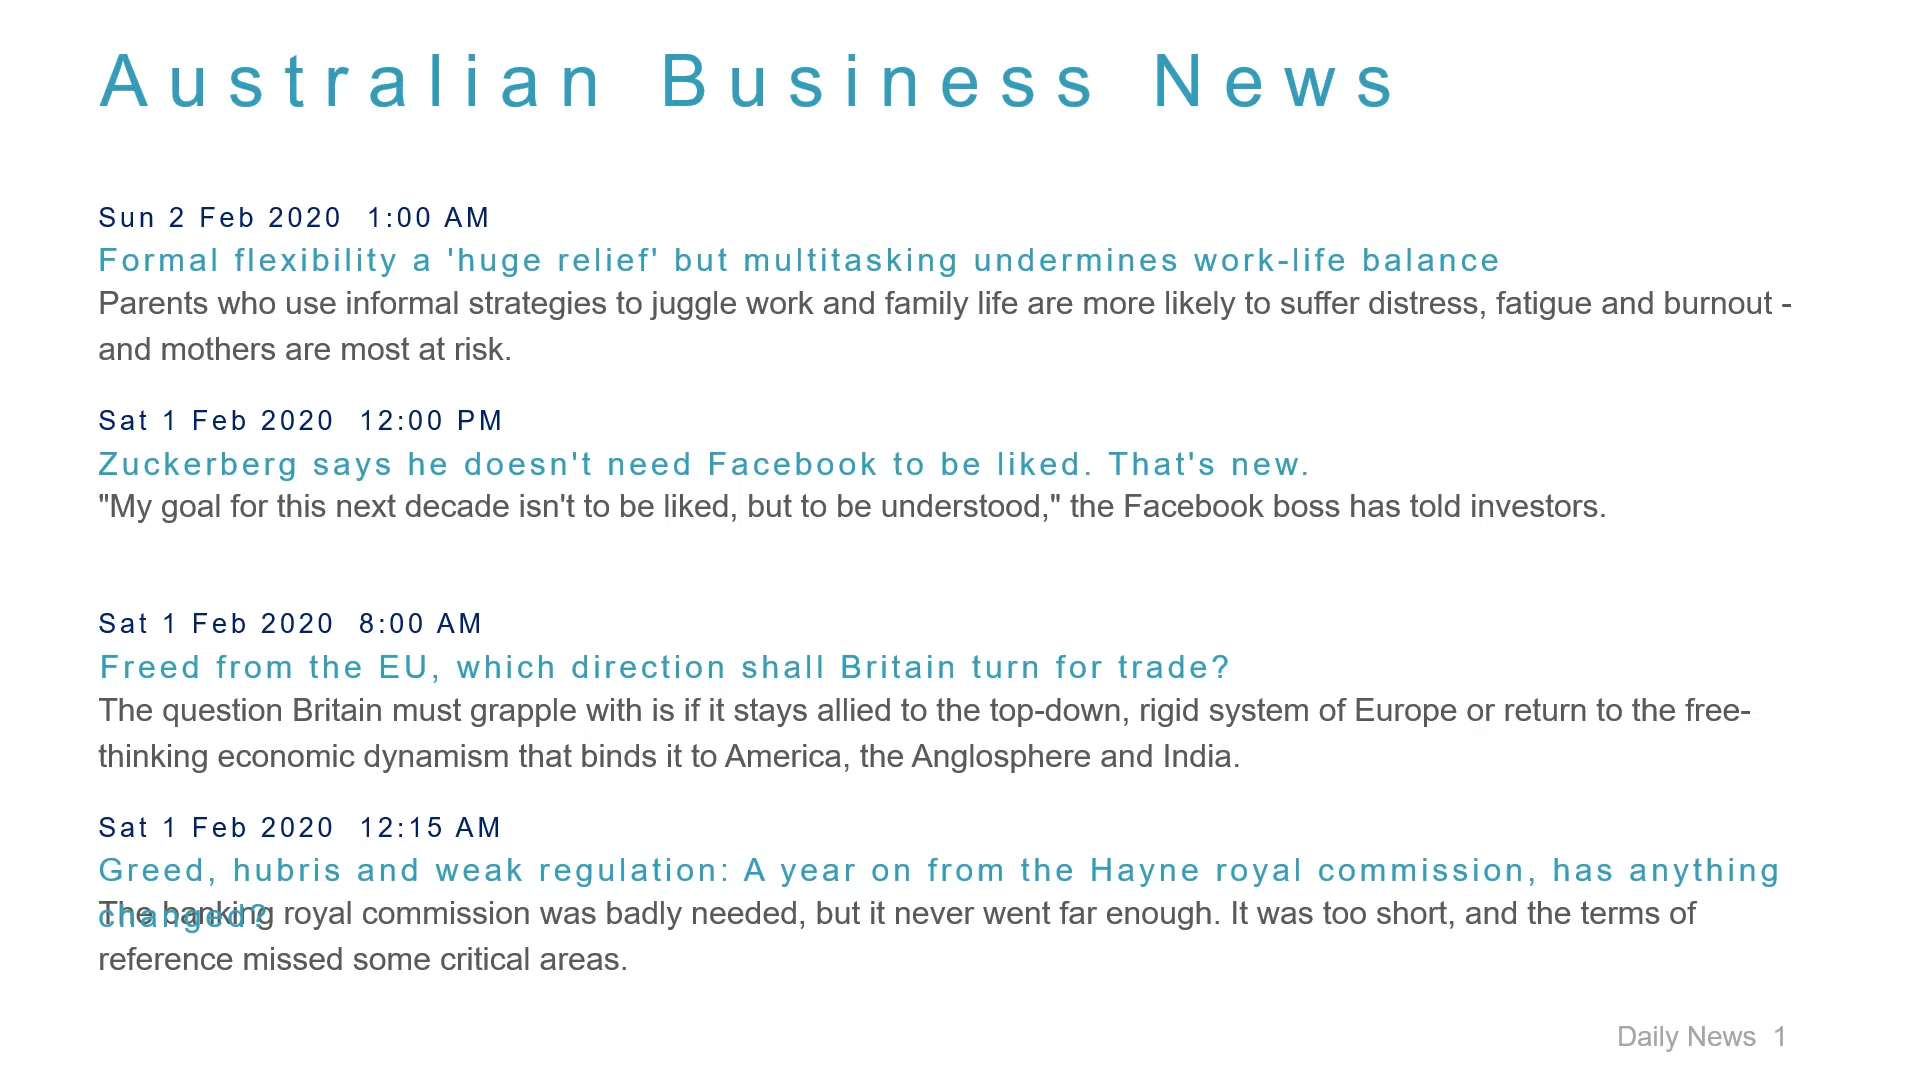 Australian Business News
Sun 2 Feb 2020 1:00 AM
Formal flexibility a 'huge relief' but multitasking undermines work-life balance
Parents who use informal strategies to juggle work and family life are more likely to suffer distress, fatigue and burnout -
and mothers are most at risk.
Sat 1 Feb 2020 12:00 PM
Zuckerberg says he doesn't need Facebook to be liked. That's new.
"My goal for this next decade isn't to be liked, but to be understood," the Facebook boss has told investors.
Sat 1 Feb 2020 8:00 AM
Freed from the EU, which direction shall Britain turn for trade?
The question Britain must grapple with is if it stays allied to the top-down, rigid system of Europe or return to the free-
thinking economic dynamism that binds it to America, the Anglosphere and India.
Sat 1 Feb 2020 12:15 AM
Greed, hubris and weak regulation: A year on from the Hayne royal commission, has anything
changed?
The banking royal commission was badly needed, but it never went far enough. It was too short, and the terms of
reference missed some critical areas.
Daily News 1